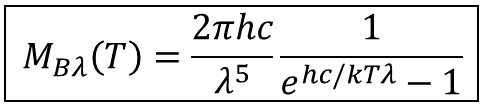 M_{Bλ}(T) = \frac{2πhc}{λ^5} \frac{1}{e^{hc/kTλ} − 1}